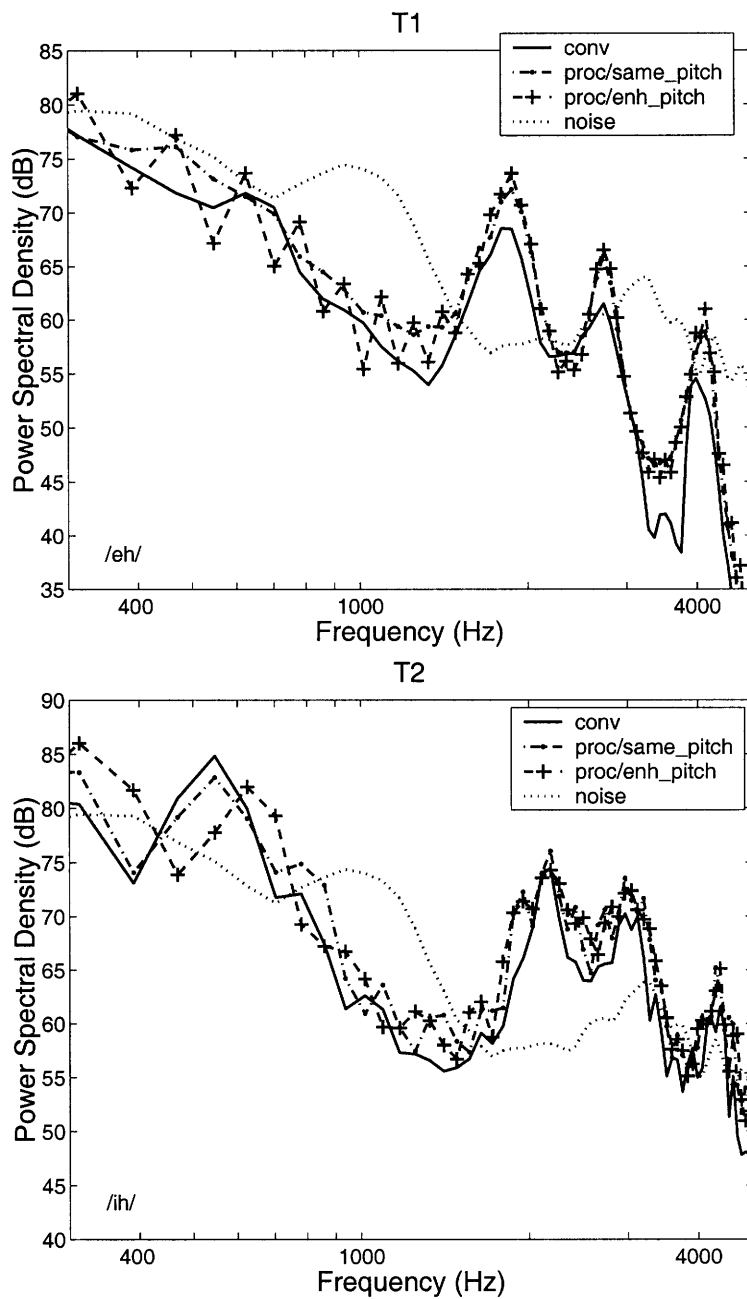 T1
conv
proc/same_pitch
proc/enh_pitch
noise
85
80
75
70
65
60
55
50
45
40
35
Power Spectral Density (dB)
/eh/
400
1000
4000
Frequency (Hz)
T2
conv
proc/same_pitch
proc/enh_pitch
noise
90
85
80
75
70
65
60
55
50
45
40
Power Spectral Density (dB)
/ih/
400
1000
4000
Frequency (Hz)